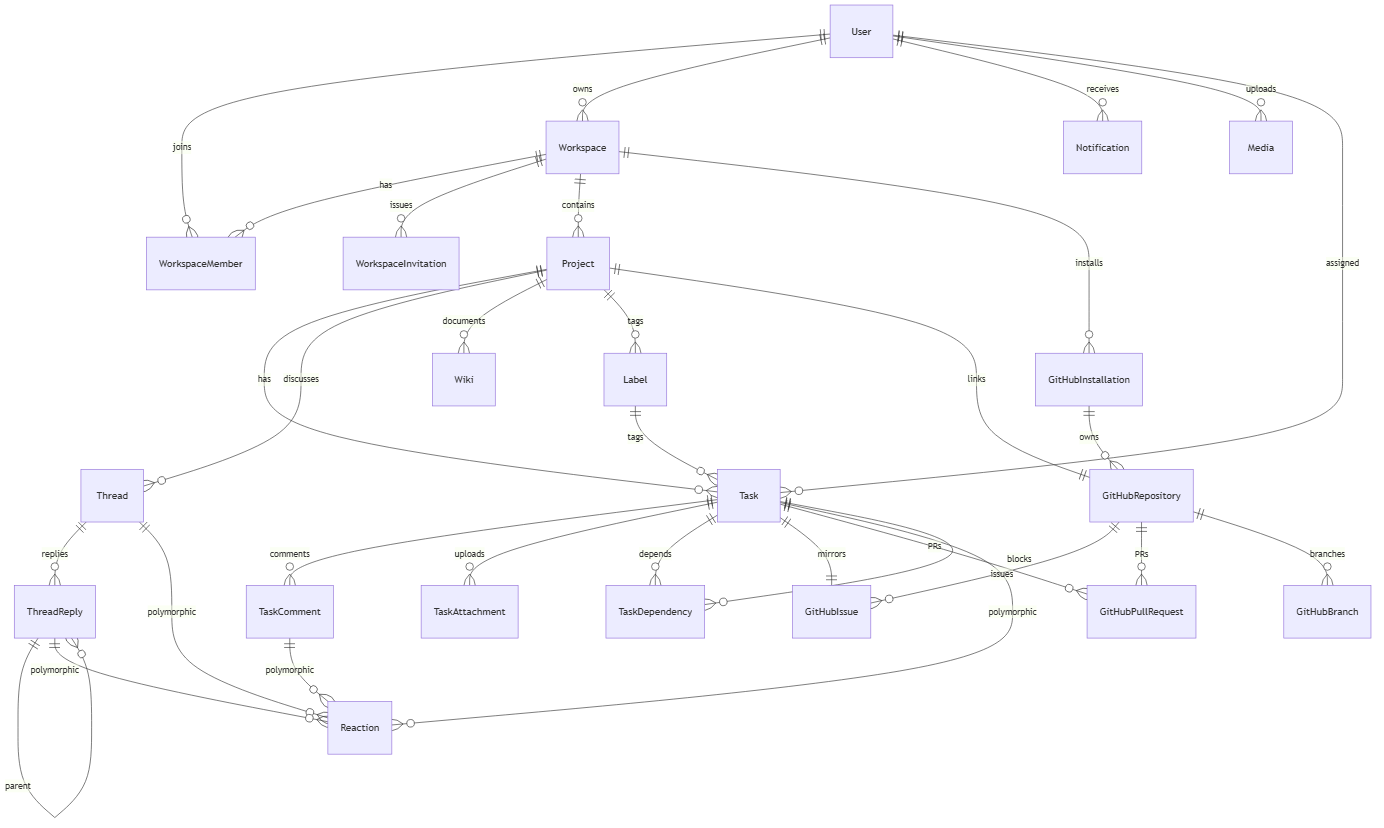 User
owns
receives
uploads
joins
Workspace
Notification
Media
has
issues
contains
WorkspaceMember
WorkspaceInvitation
Project
installs
assigned
documents
tags
has
discusses
Wiki
Label
links
GitHubInstallation
tags
owns
Thread
Task
GitHubRepository
replies
comments
uploads
depends
mirrors
PRs
blocks
issues
PRs
branches
ThreadReply
polymorphic
TaskComment
TaskAttachment
TaskDependency
GitHubIssue
polymorphic
GitHubPullRequest
GitHubBranch
polymorphic
polymorphic
Reaction
parent